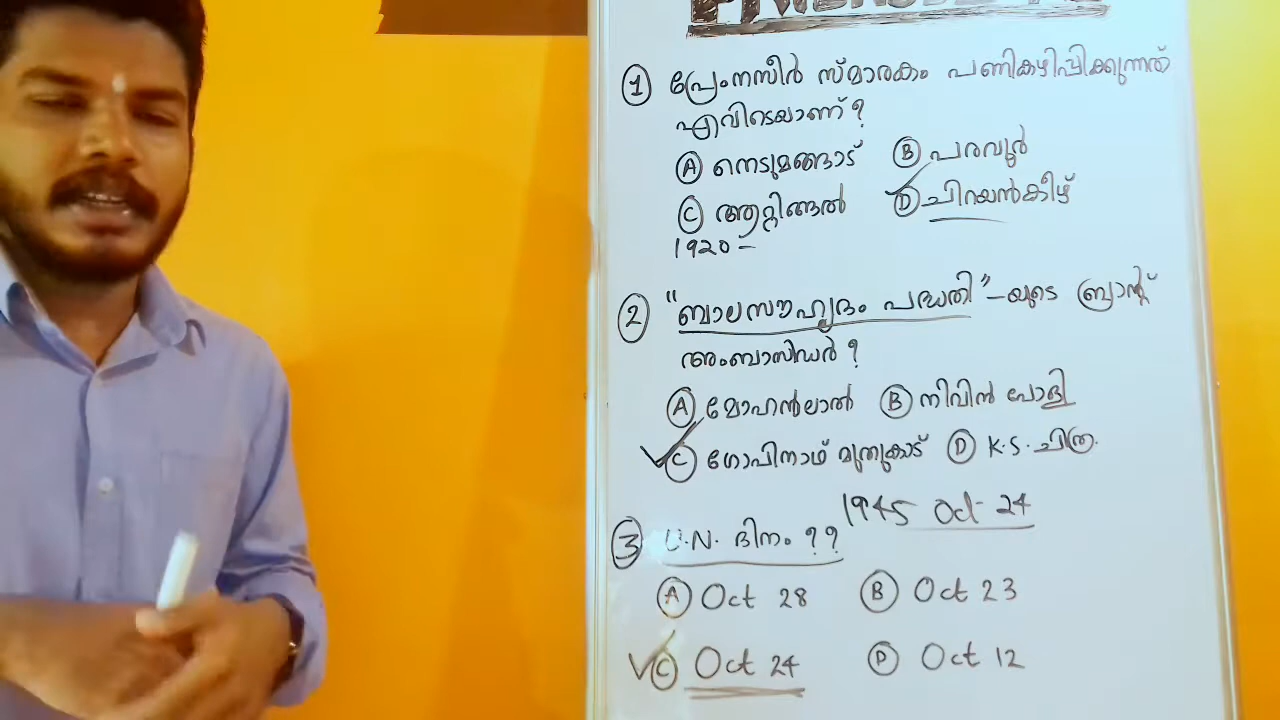 ① പ്രേംനസീർ സ്മാരകം പണികഴിപ്പിക്കുന്നത്
എവിടെയാണ് ?
Ⓐ നെടുമങ്ങാട് Ⓑ പരവൂർ
Ⓒ ആറ്റിങ്ങൽ Ⓓ ചിറയൻകീഴ്
1920 –
② "ബാലസൗഹൃദം പദ്ധതി" – യുടെ ബ്രാന്റ്
അംബാസിഡർ ?
Ⓐ മോഹൻലാൽ Ⓑ നിവിൻ പോളി
Ⓒ ഗോപിനാഥ് മുതുകാട് Ⓓ K.S. ചിത്ര.
1945 Oct - 24
③ U.N. ദിനം ??
Ⓐ Oct 28 Ⓑ Oct 23
Ⓒ Oct 24 Ⓓ Oct 12